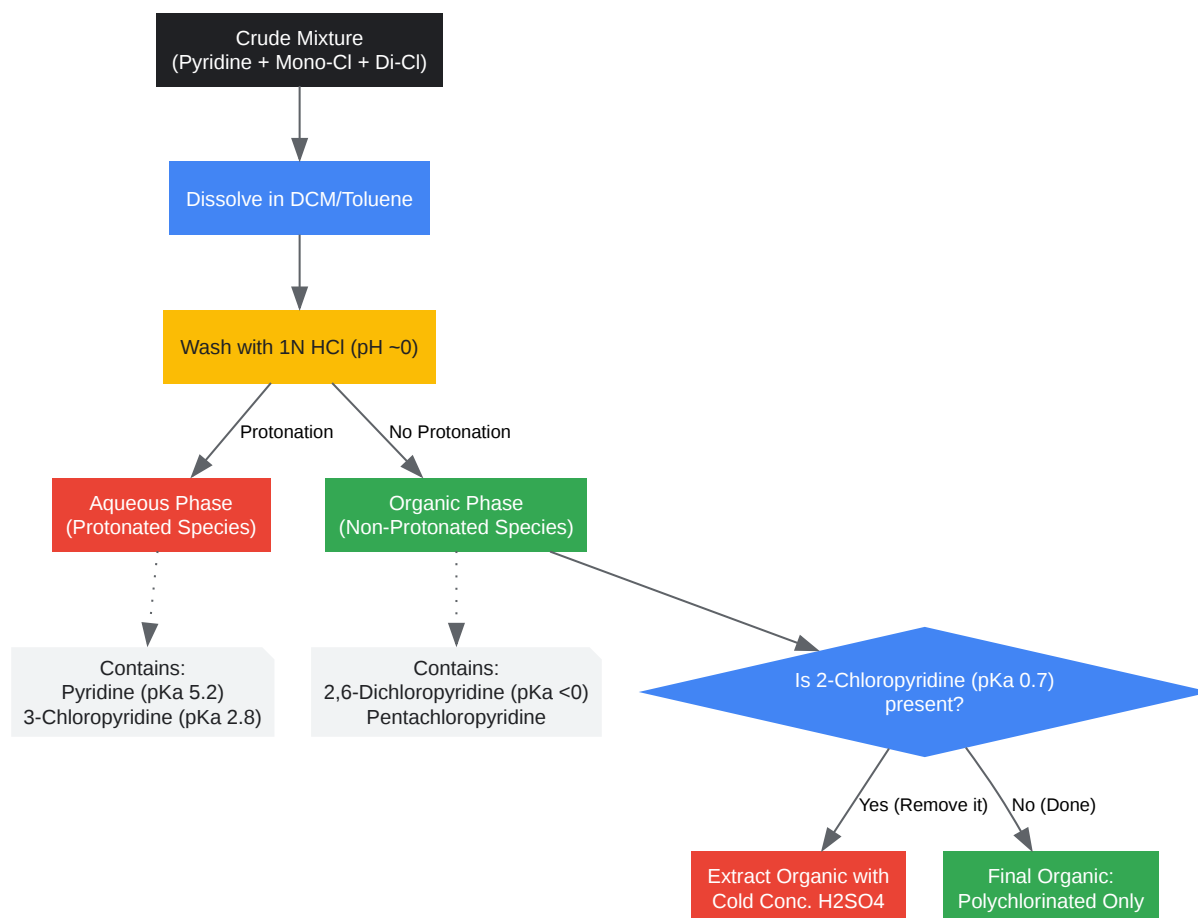 Crude Mixture
(Pyridine + Mono-Cl + Di-Cl)
Dissolve in DCM/Toluene
Wash with 1N HCl (pH ~0)
Protonation
No Protonation
Aqueous Phase
(Protonated Species)
Organic Phase
(Non-Protonated Species)
Contains:
Pyridine (pKa 5.2)
3-Chloropyridine (pKa 2.8)
Contains:
2,6-Dichloropyridine (pKa <0)
Pentachloropyridine
Is 2-Chloropyridine (pKa 0.7)
present?
Yes (Remove it)
No (Done)
Extract Organic with
Cold Conc. H2SO4
Final Organic:
Polychlorinated Only